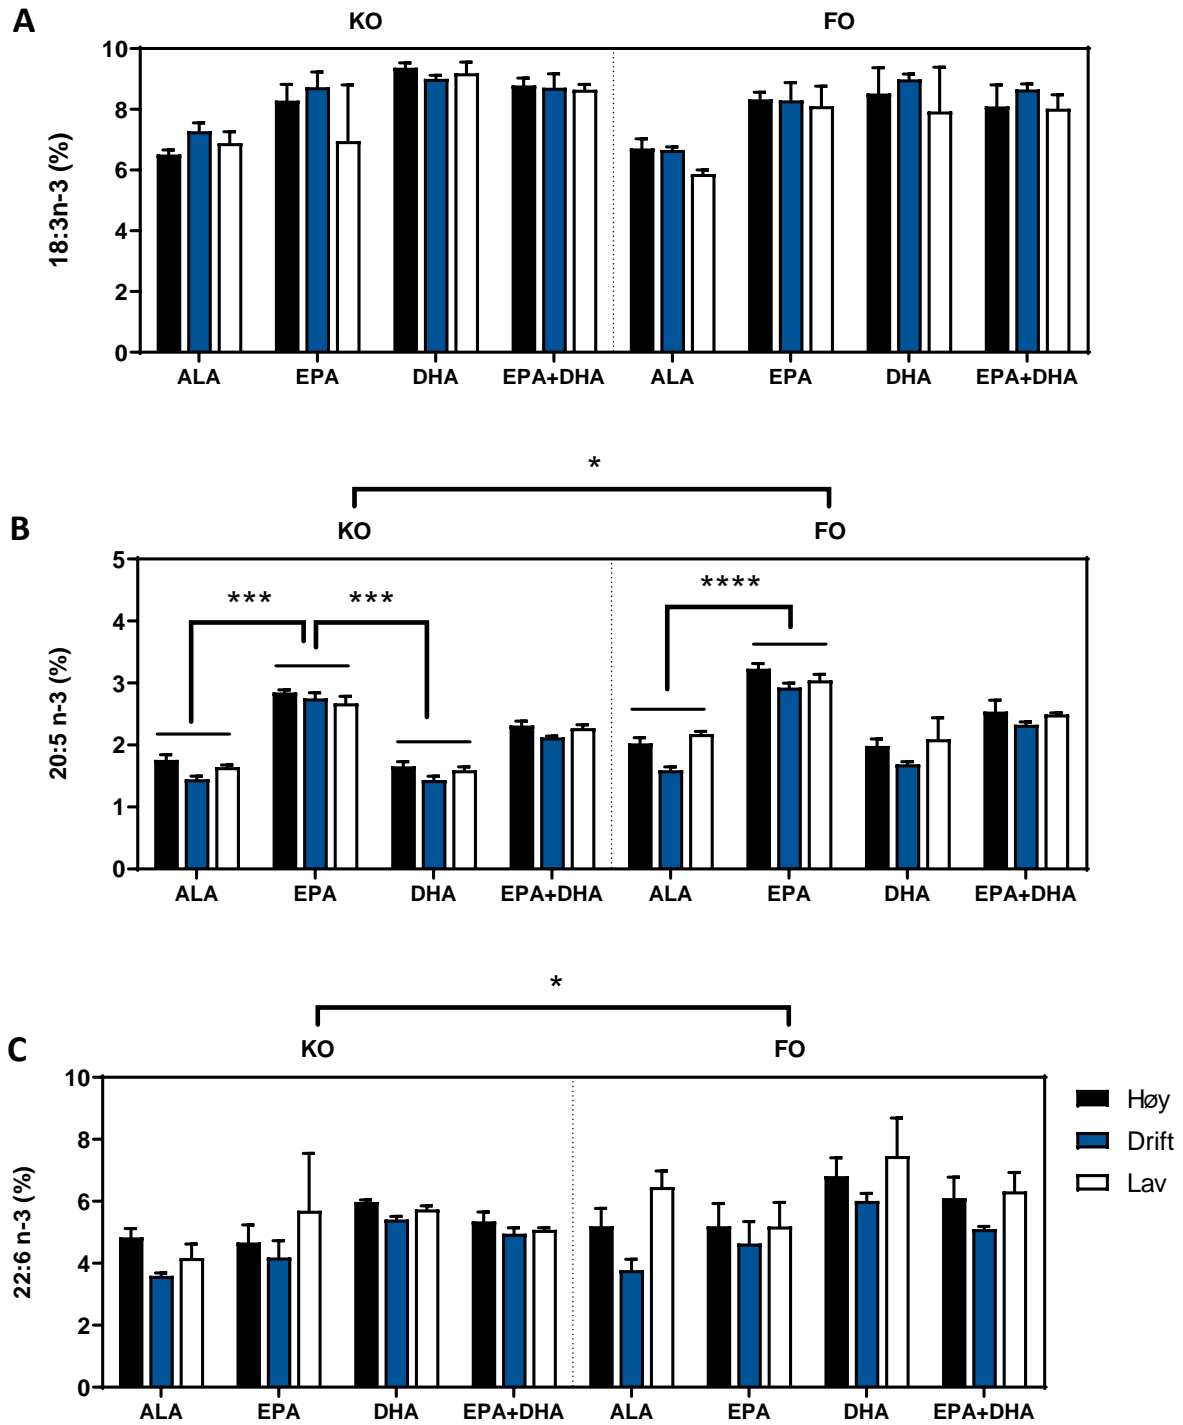 A
KO FO
18:3n-3 (%)
10
8
6
4
2
0
ALA EPA DHA EPA+DHA ALA EPA DHA EPA+DHA
*
B
KO FO
20:5 n-3 (%)
5
4
3
2
1
0
*** *** ****
ALA EPA DHA EPA+DHA ALA EPA DHA EPA+DHA
*
C
KO FO
22:6 n-3 (%)
10
8
6
4
2
0
ALA EPA DHA EPA+DHA ALA EPA DHA EPA+DHA
Høy
Drift
Lav